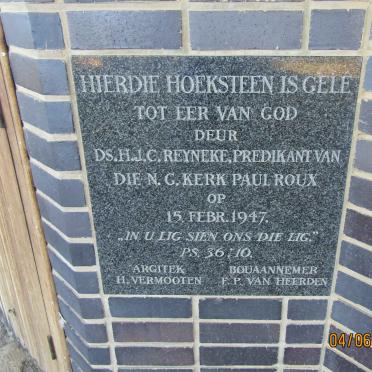 HIERDIE HOEKSTEEN IS GELÊ
TOT EER VAN GOD
DEUR
DS. H.J.C. REYNEKE, PREDIKANT VAN
DIE N.G. KERK PAUL ROUX
OP
15. FEBR. 1947.
„IN U LIG SIEN ONS DIE LIG."
PS. 36:10.
ARGITEK BOUAANNEMER
H. VERMOOTEN F.P. VAN HEERDEN
04/06